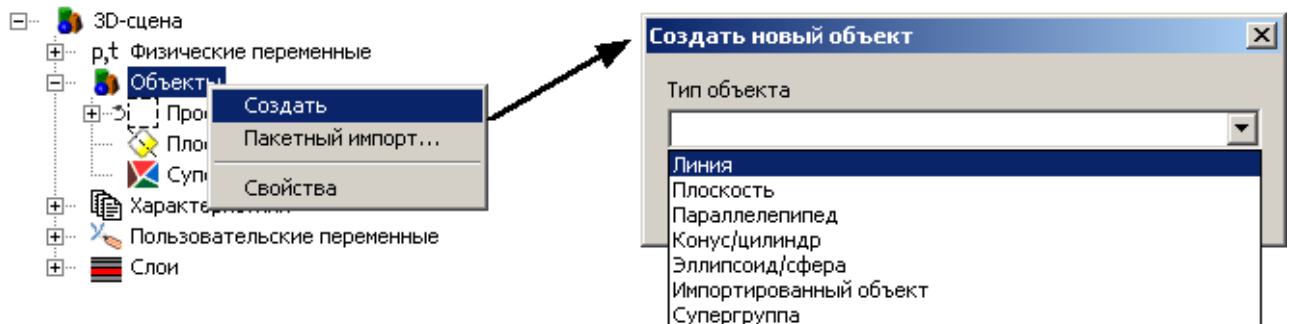 3D-сцена
p,t Физические переменные
Объекты
Создать
Пакетный импорт...
Свойства
Пользовательские переменные
Слои
Создать новый объект
Тип объекта
Линия
Плоскость
Параллелепипед
Конус/цилиндр
Эллипсоид/сфера
Импортированный объект
Супергруппа